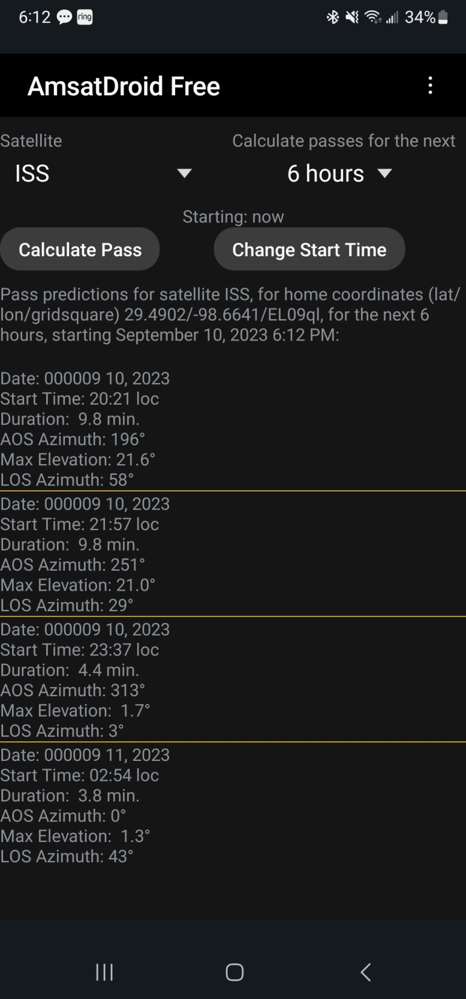 6:12 ring 34%
AmsatDroid Free
Satellite Calculate passes for the next
ISS 6 hours
Starting: now
Calculate Pass Change Start Time
Pass predictions for satellite ISS, for home coordinates (lat/
lon/gridsquare) 29.4902/-98.6641/EL09ql, for the next 6
hours, starting September 10, 2023 6:12 PM:
Date: 000009 10, 2023
Start Time: 20:21 loc
Duration:  9.8 min.
AOS Azimuth: 196°
Max Elevation: 21.6°
LOS Azimuth: 58°
Date: 000009 10, 2023
Start Time: 21:57 loc
Duration:  9.8 min.
AOS Azimuth: 251°
Max Elevation: 21.0°
LOS Azimuth: 29°
Date: 000009 10, 2023
Start Time: 23:37 loc
Duration:  4.4 min.
AOS Azimuth: 313°
Max Elevation:  1.7°
LOS Azimuth: 3°
Date: 000009 11, 2023
Start Time: 02:54 loc
Duration:  3.8 min.
AOS Azimuth: 0°
Max Elevation:  1.3°
LOS Azimuth: 43°